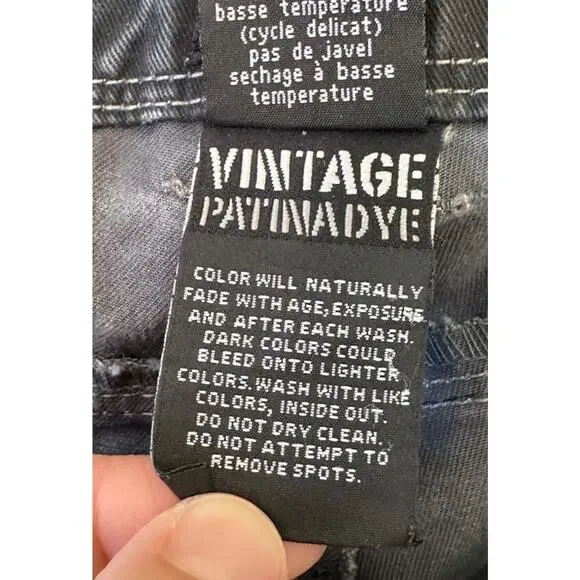 basse temperature
(cycle delicat)
pas de javel
sechage à basse
temperature
VINTAGE
PATINADYE
COLOR WILL NATURALLY
FADE WITH AGE, EXPOSURE
AND AFTER EACH WASH.
DARK COLORS COULD
BLEED ONTO LIGHTER
COLORS. WASH WITH LIKE
COLORS, INSIDE OUT.
DO NOT DRY CLEAN.
DO NOT ATTEMPT TO
REMOVE SPOTS.